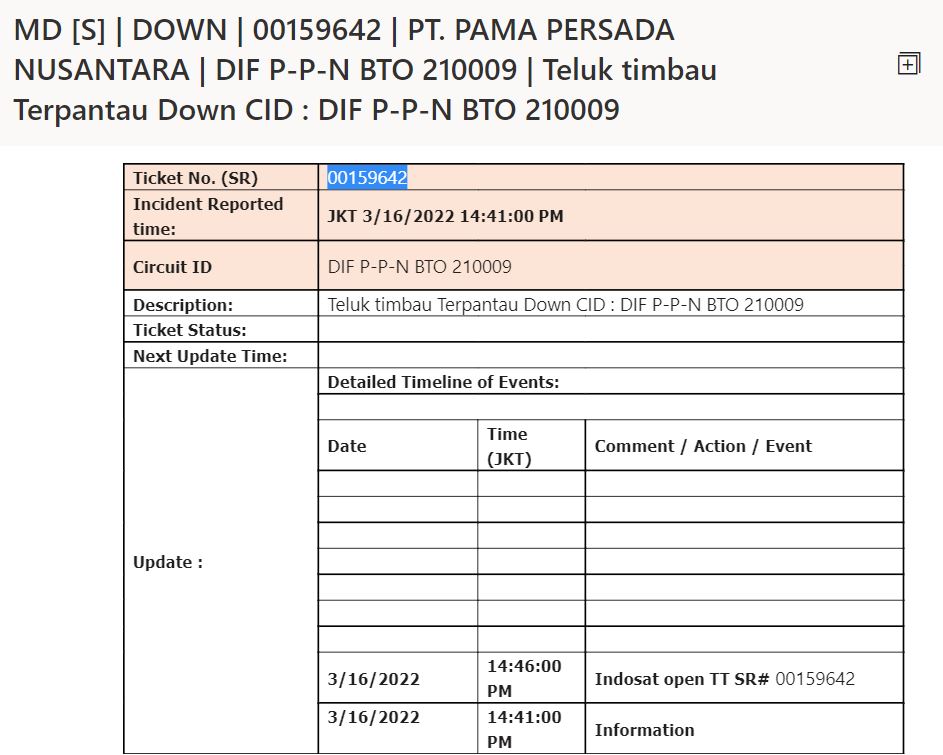 MD [S] | DOWN | 00159642 | PT. PAMA PERSADA
NUSANTARA | DIF P-P-N BTO 210009 | Teluk timbau
Terpantau Down CID : DIF P-P-N BTO 210009
Ticket No. (SR) 00159642
Incident Reported
time: JKT 3/16/2022 14:41:00 PM
Circuit ID DIF P-P-N BTO 210009
Description: Teluk timbau Terpantau Down CID : DIF P-P-N BTO 210009
Ticket Status:
Next Update Time:
Update :
Detailed Timeline of Events:
Date Time
(JKT) Comment / Action / Event
3/16/2022 14:46:00
PM Indosat open TT SR# 00159642
3/16/2022 14:41:00
PM Information